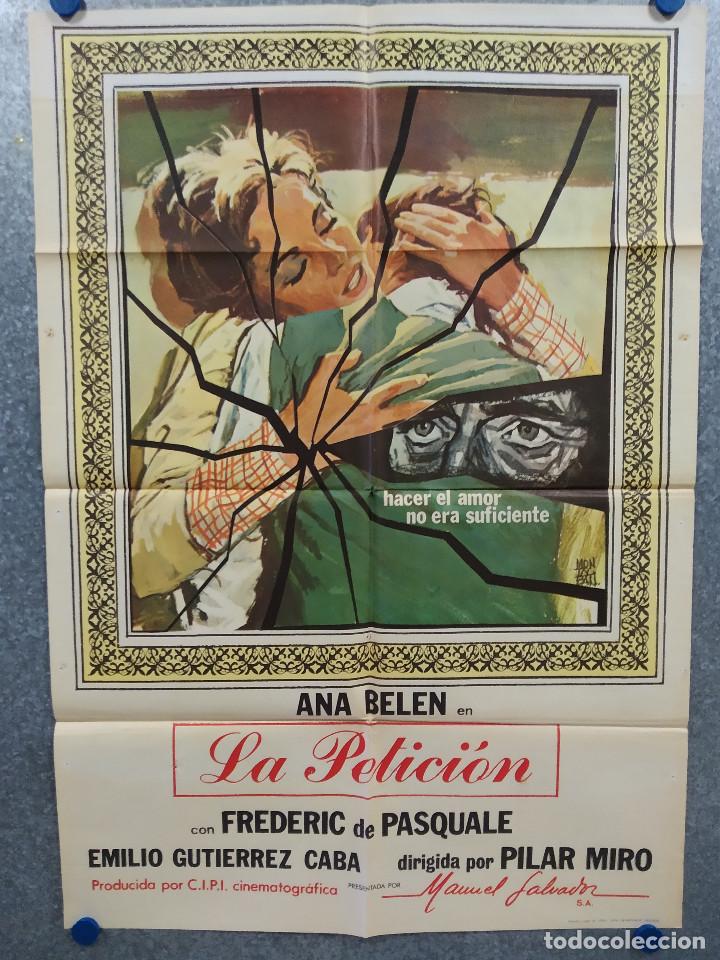 hacer el amor
no era suficiente
ANA BELEN en
La Petición
con FREDERIC de PASQUALE
EMILIO GUTIERREZ CABA dirigida por PILAR MIRO
Producida por C.I.P.I. cinematográfica PRESENTADA POR Manuel Salvador
S.A.
todocoleccion